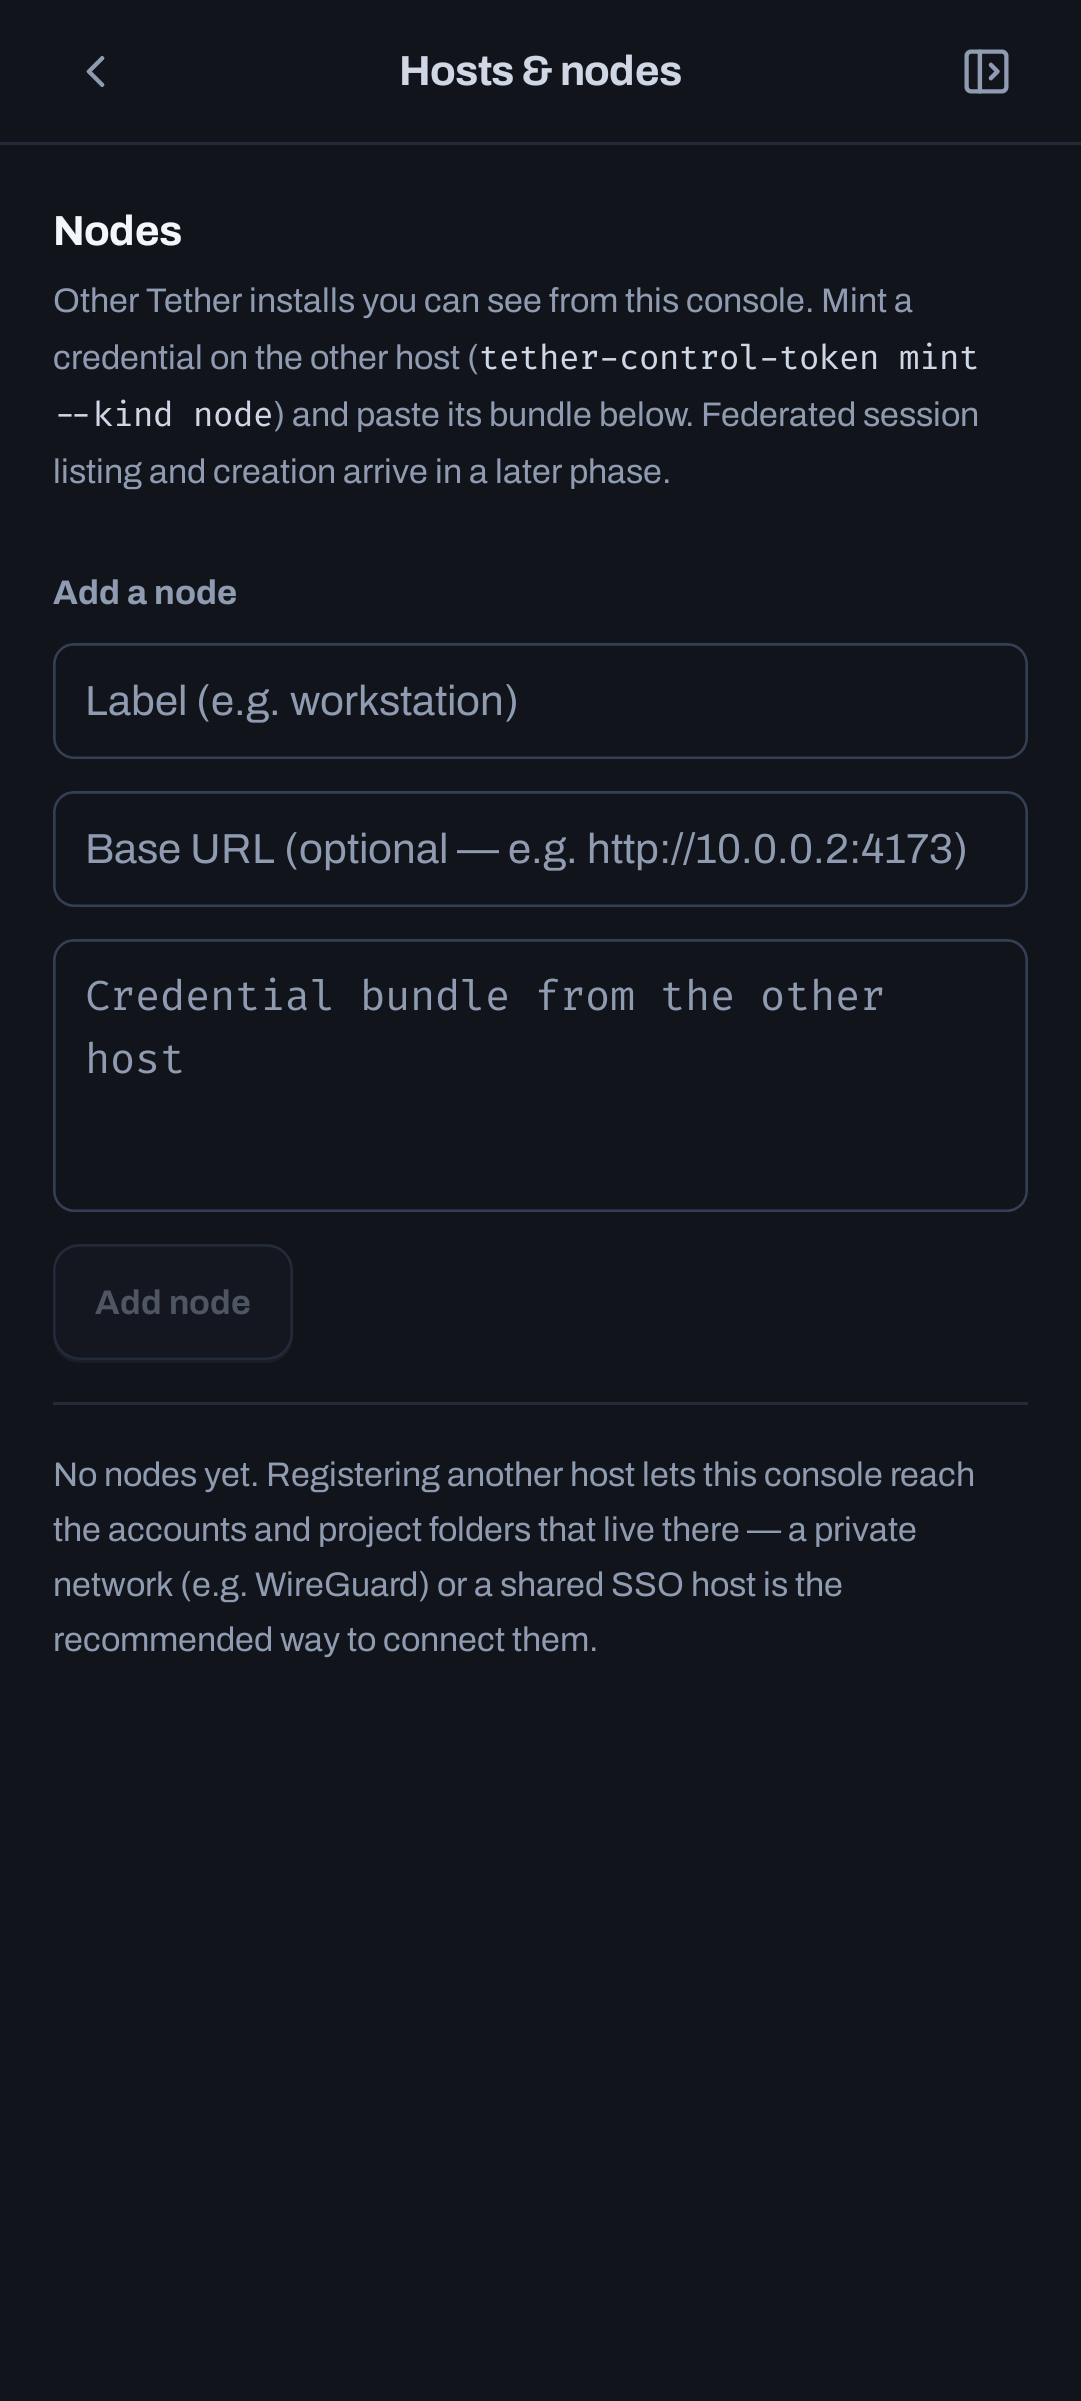 Hosts & nodes
Nodes
Other Tether installs you can see from this console. Mint a
credential on the other host (tether-control-token mint
--kind node) and paste its bundle below. Federated session
listing and creation arrive in a later phase.
Add a node
Label (e.g. workstation)
Base URL (optional — e.g. http://10.0.0.2:4173)
Credential bundle from the other
host
Add node
No nodes yet. Registering another host lets this console reach
the accounts and project folders that live there — a private
network (e.g. WireGuard) or a shared SSO host is the
recommended way to connect them.